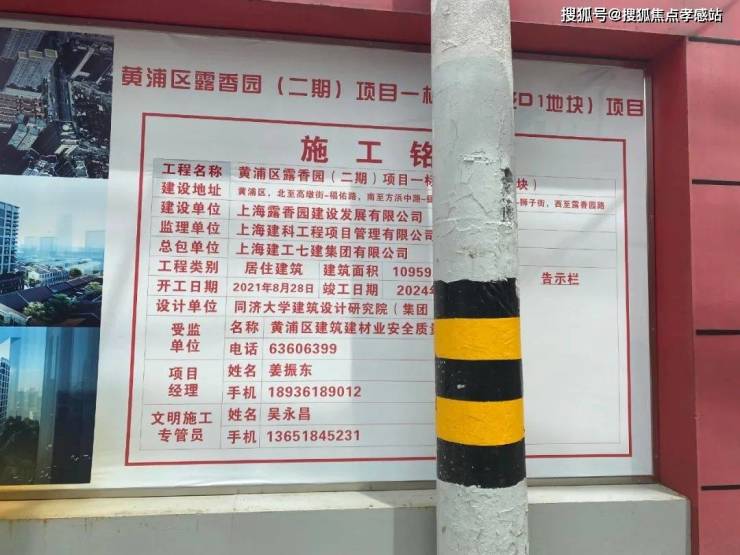 搜狐号@搜狐焦点孝感站
黄浦区露香园（二期）项目一标 D1地块）项目
施工铭
工程名称 黄浦区露香园（二期）项目一标 块）
建设地址 黄浦区，北至高墩街-福佑路，南至方浜中路- -狮子街，西至露香园路
建设单位 上海露香园建设发展有限公司
监理单位 上海建科工程项目管理有限公
总包单位 上海建工七建集团有限公司
工程类别 居住建筑 建筑面积 10959 告示栏
开工日期 2021年8月28日 竣工日期 2024
设计单位 同济大学建筑设计研究院（集团
受监单位 名称 黄浦区建筑建材业安全质
电话 63606399
项目经理 姓名 姜振东
手机 18936189012
文明施工专管员 姓名 吴永昌
手机 13651845231